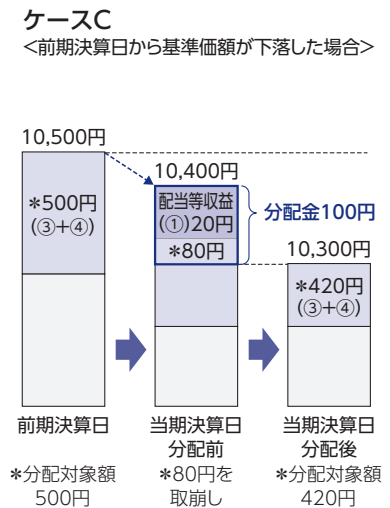 ケースC
<前期決算日から基準価額が下落した場合>
10,500円
10,400円
*500円
(③+④)
配当等収益
(①)20円
*80円
分配金100円
10,300円
*420円
(③+④)
前期決算日
当期決算日
分配前
当期決算日
分配後
*分配対象額
500円
*80円を
取崩し
*分配対象額
420円